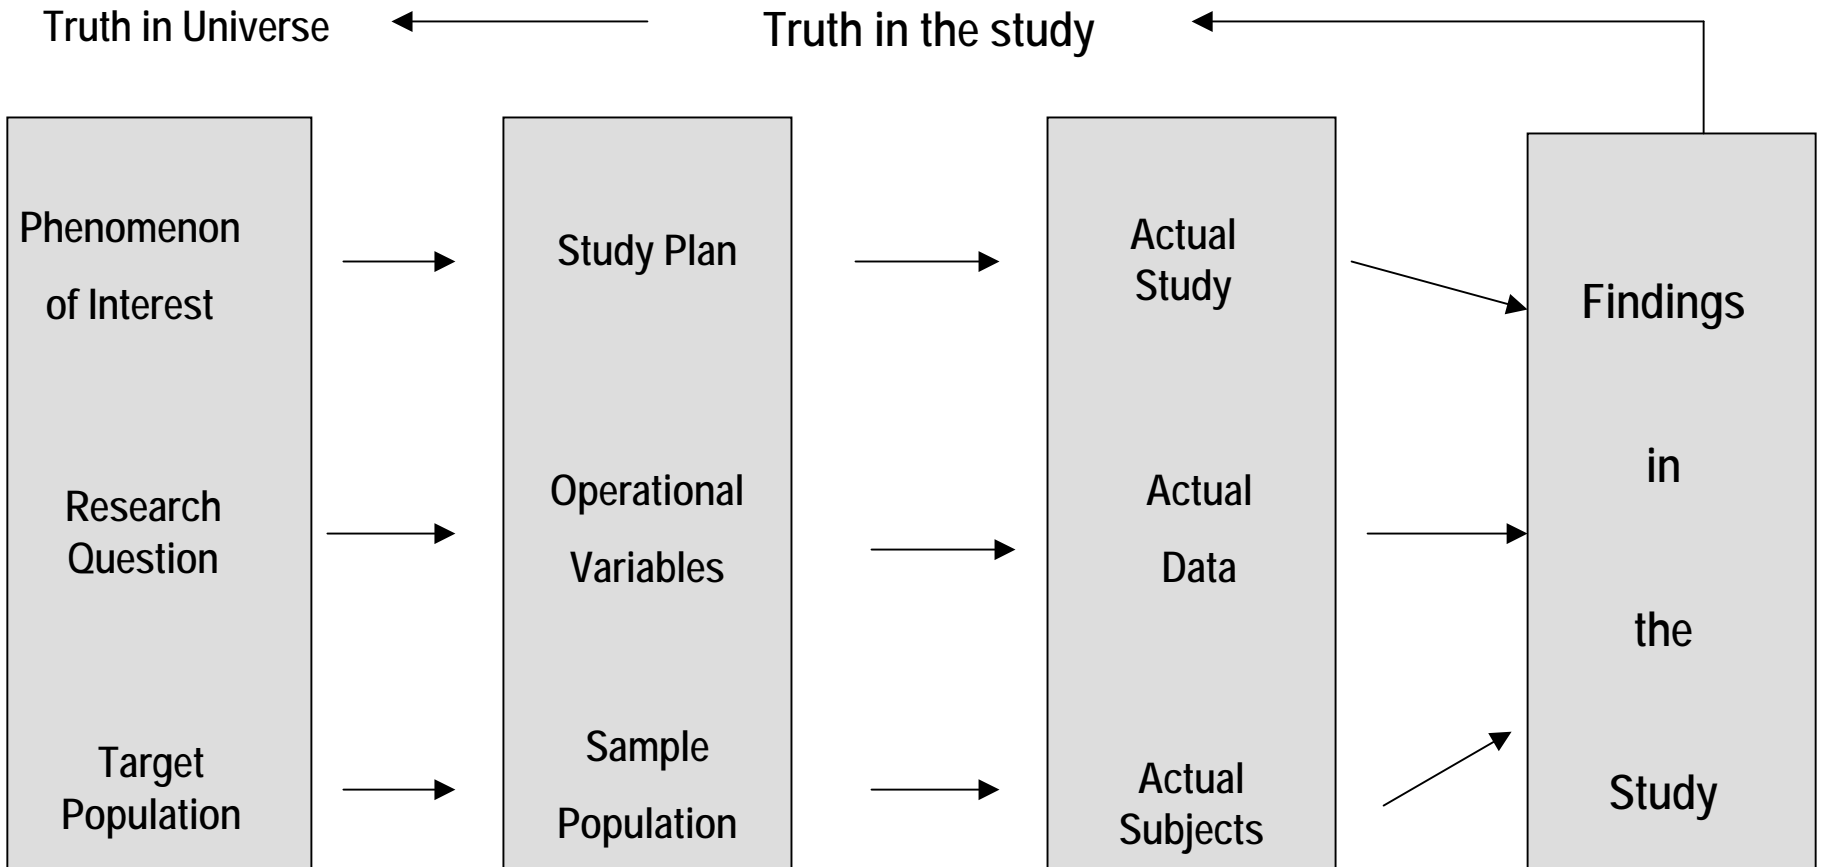 Truth in Universe
Truth in the study
Phenomenon
of Interest
Research
Question
Target
Population
Study Plan
Operational
Variables
Sample
Population
Actual
Study
Actual
Data
Actual
Subjects
Findings
in
the
Study